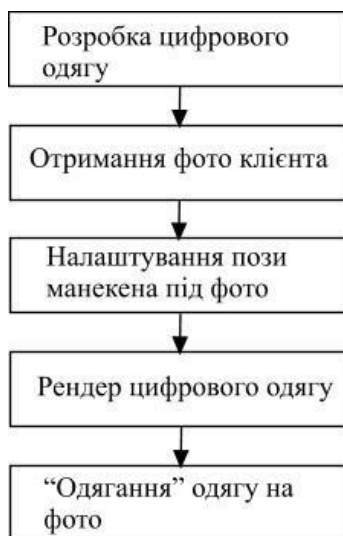 Розробка цифрового
одягу
Отримання фото клієнта
Налаштування пози
манекена під фото
Рендер цифрового одягу
“Одягання” одягу на
фото